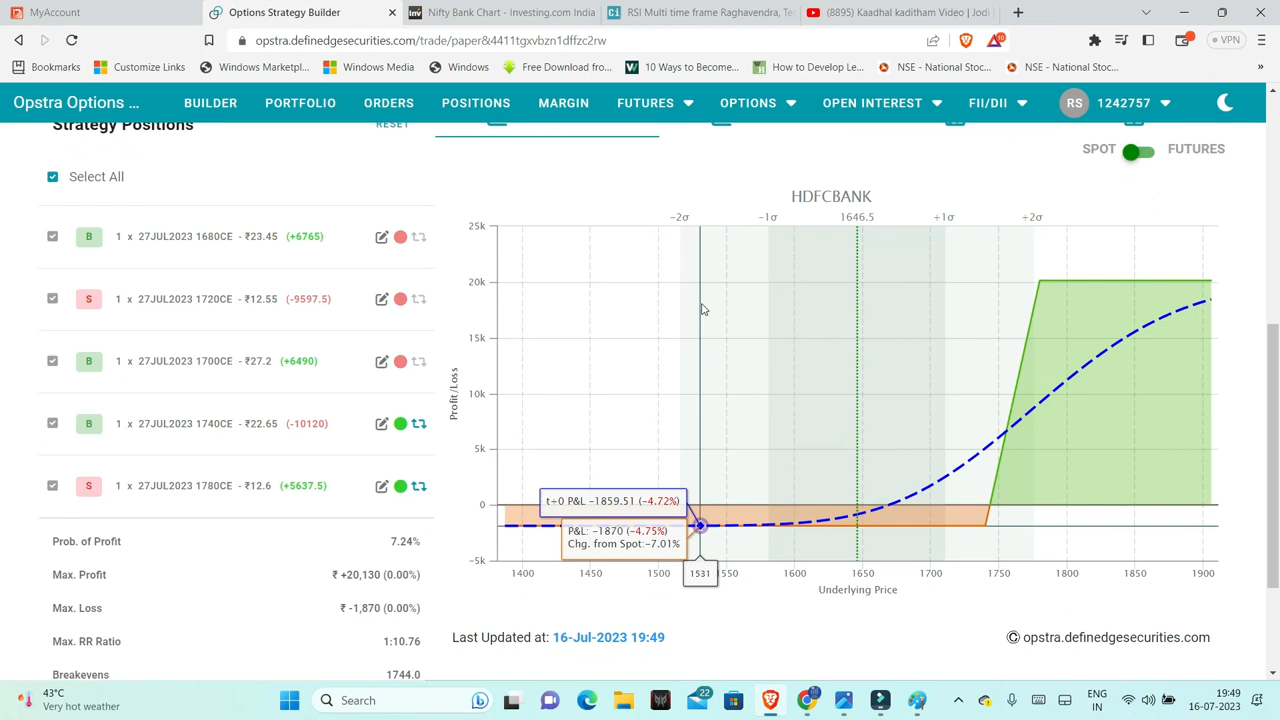 MyAccount
Options Strategy Builder
Nifty Bank Chart - Investing.com India
RSI Multi time frame Raghavendra, Te
(8895) Kaadhal kaditham Video | Jodi
opstra.definedgesecurities.com/trade/paper&4411tgxvbzn1dffzc2rw
VPN
Bookmarks
Customize Links
Windows Marketpl...
Windows Media
Windows
Free Download fro...
10 Ways to Become...
How to Develop Le...
NSE - National Stoc...
NSE - National Stoc...
Opstra Options ...
BUILDER
PORTFOLIO
ORDERS
POSITIONS
MARGIN
FUTURES
OPTIONS
OPEN INTEREST
FII/DII
RS
1242757
Strategy Positions
RESET
SPOT
FUTURES
Select All
B 1 x 27JUL2023 1680CE - ₹23.45 (+6765)
S 1 x 27JUL2023 1720CE - ₹12.55 (-9597.5)
B 1 x 27JUL2023 1700CE - ₹27.2 (+6490)
B 1 x 27JUL2023 1740CE - ₹22.65 (-10120)
S 1 x 27JUL2023 1780CE - ₹12.6 (+5637.5)
Prob. of Profit 7.24%
Max. Profit ₹ +20,130 (0.00%)
Max. Loss ₹ -1,870 (0.00%)
Max. RR Ratio 1:10.76
Breakevens 1744.0
HDFCBANK
-2σ -1σ 1646.5 +1σ +2σ
25k
20k
15k
10k
5k
0
-5k
Profit/Loss
t+0 P&L -1859.51 (-4.72%)
P&L: -1870 (-4.75%)
Chg. from Spot:-7.01%
1531
1400 1450 1500 1550 1600 1650 1700 1750 1800 1850 1900
Underlying Price
Last Updated at: 16-Jul-2023 19:49
© opstra.definedgesecurities.com
43°C
Very hot weather
Search
22
ENG
IN
19:49
16-07-2023